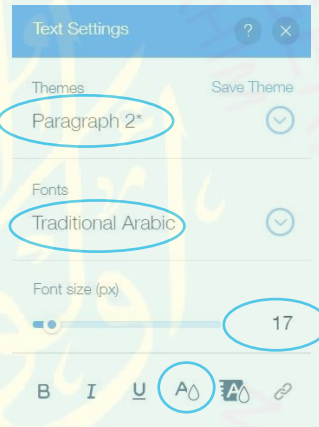 Text Settings ? ×
Themes Save Theme
Paragraph 2*
Fonts
Traditional Arabic
Font size (px)
17
B I U A A